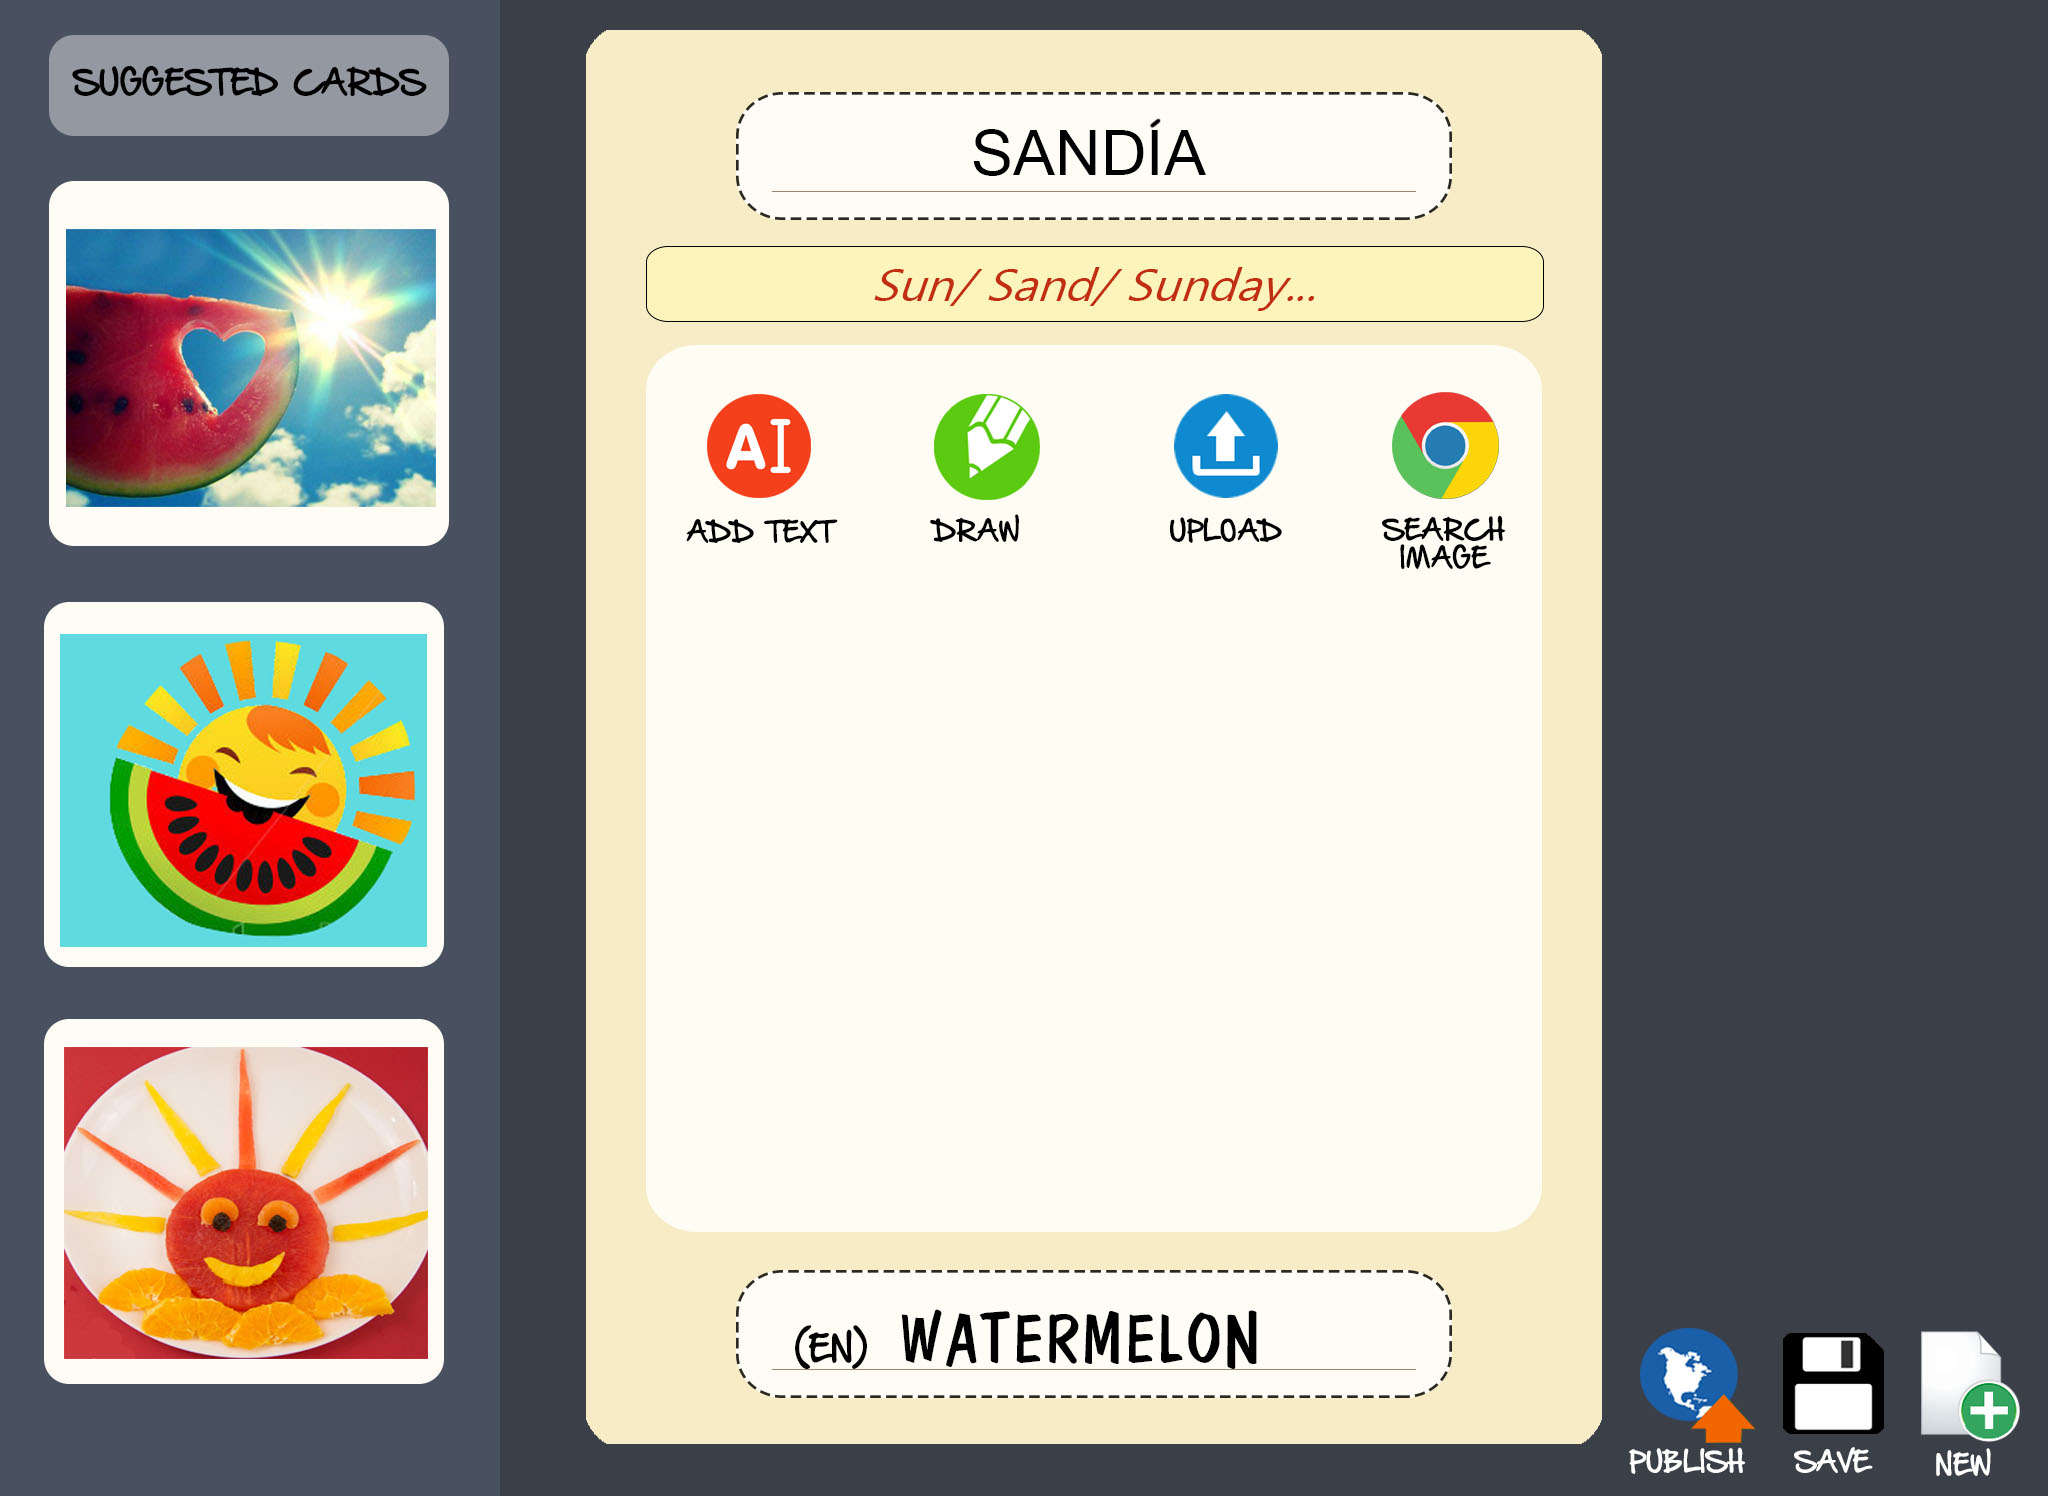 SUGGESTED CARDS
SANDÍA
Sun/ Sand/ Sunday...
AI
ADD TEXT
DRAW
UPLOAD
SEARCH
IMAGE
(EN) WATERMELON
PUBLISH
SAVE
NEW